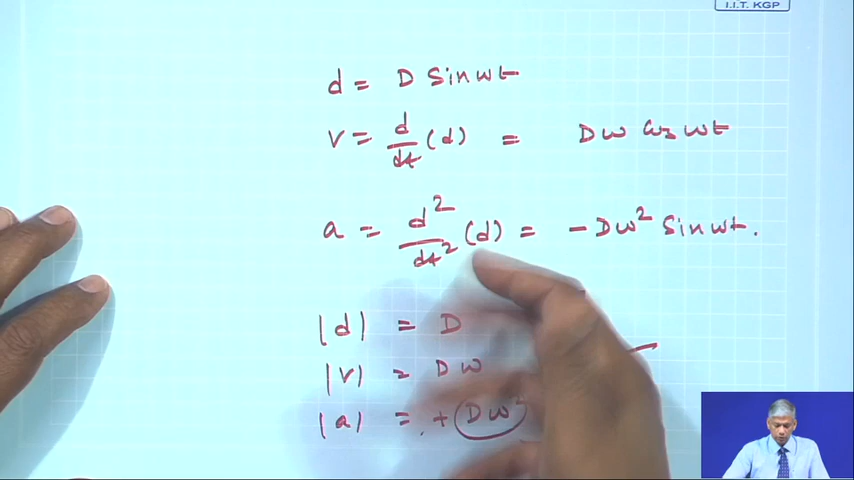 I.I.T. KGP
d = D Sin ωt
v = d/dt (d) = Dω Cos ωt
a = d²/dt² (d) = -Dω² Sin ωt.
|d| = D
|v| = Dω
|a| = + Dω²